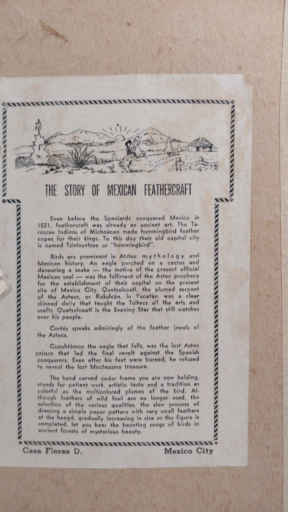 THE STORY OF MEXICAN FEATHERCRAFT
Even before the Spaniards conquered Mexico in
1521, feathercraft was already an ancient art. The Ta-
rascan Indians of Michoacan made hummingbird feather
capes for their kings. To this day their old capital city
is named Tzintzuntzan or "hummingbird".
Birds are prominent in Aztec mythology and
Mexican history. An eagle perched on a cactus and
devouring a snake — the motive of the present official
Mexican seal — was the fulfilment of the Aztec prophecy
for the establishment of their capital on the present
site of Mexico City. Quetzalcoatl, the plumed serpent
of the Aztecs, or Kukulcán, in Yucatan, was a clear
skinned deity that taught the Toltecs all the arts and
crafts. Quetzalcoatl is the Evening Star that still watches
over his people.
Cortés speaks admiringly of the feather jewels of
the Aztecs.
Cuauhtémoc the eagle that fell, was the last Aztec
prince that led the final revolt against the Spanish
conquerors. Even after his feet were burned, he refused
to reveal the last Moctezuma treasure.
The hand carved cedar frame you are now holding,
stands for patient work, artistic taste and a tradition as
colorful as the multicolored plumes of the bird. Al-
though feathers of wild fowl are no longer used, the
selection of the various qualities, the slow process of
drawing a simple paper pattern with very small feathers
at the head, gradually increasing in size as the figure is
completed, let you hear the haunting songs of birds in
ancient forests of mysterious beauty.
Casa Flores D. Mexico City